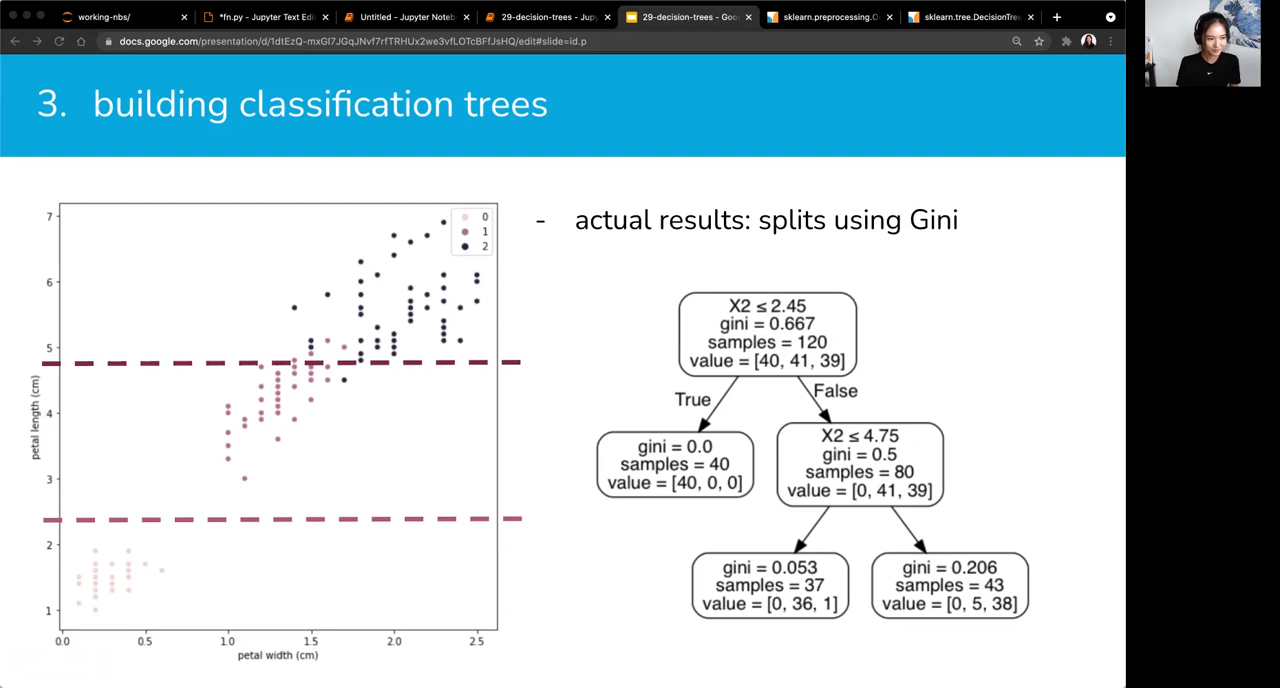 working-nbs/
*fn.py - Jupyter Text Edit
Untitled - Jupyter Noteb
29-decision-trees - Jupyt
29-decision-trees - Goo
sklearn.preprocessing.O
sklearn.tree.DecisionTre
docs.google.com/presentation/d/1dtEzQ-mxGI7JGqJNvf7rfTRHUx2we3vfLOTcBFfJsHQ/edit#slide=id.p
3. building classification trees
- actual results: splits using Gini
0
1
2
7
6
5
4
3
2
1
petal length (cm)
0.0 0.5 1.0 1.5 2.0 2.5
petal width (cm)
X2 ≤ 2.45
gini = 0.667
samples = 120
value = [40, 41, 39]
True
False
gini = 0.0
samples = 40
value = [40, 0, 0]
X2 ≤ 4.75
gini = 0.5
samples = 80
value = [0, 41, 39]
gini = 0.053
samples = 37
value = [0, 36, 1]
gini = 0.206
samples = 43
value = [0, 5, 38]